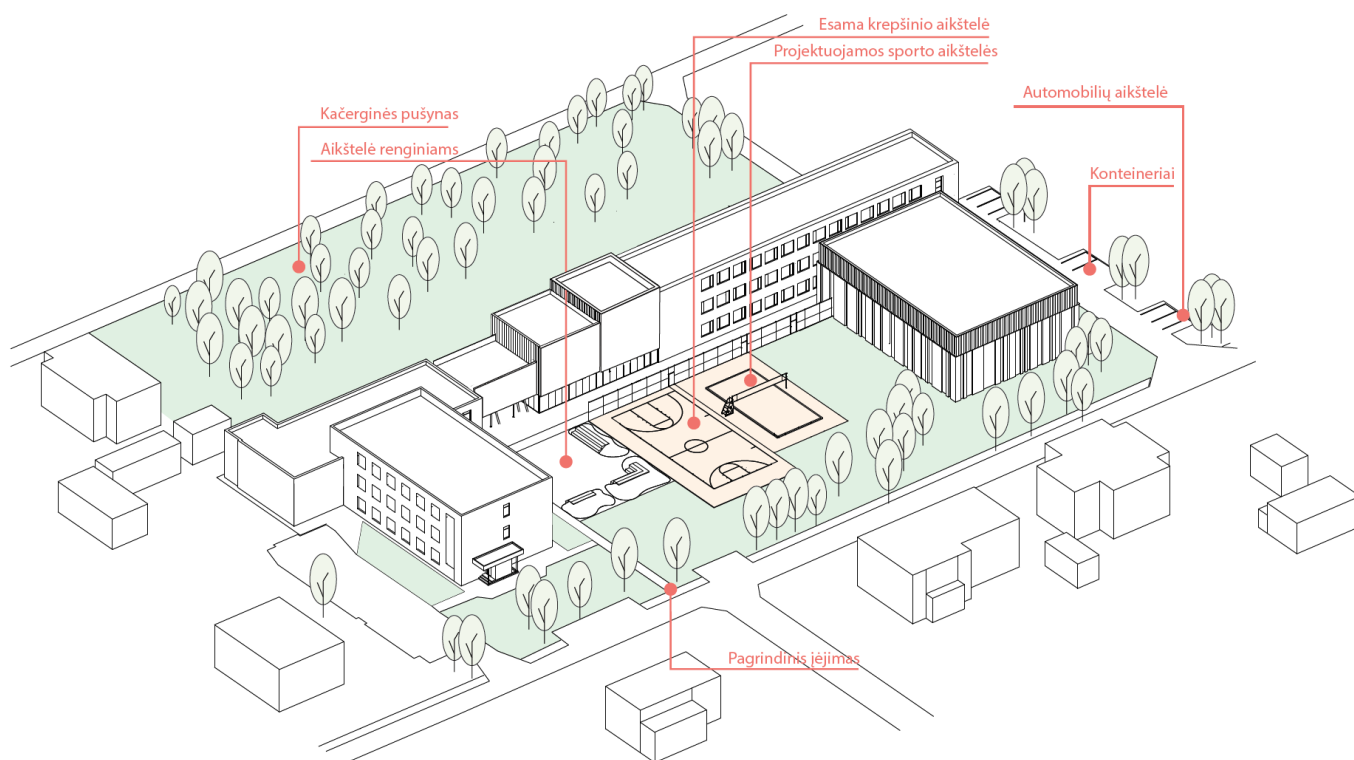 Esama krepšinio aikštelė
Projektuojamos sporto aikštelės
Automobilių aikštelė
Kačerginės pušynas
Aikštelė renginiams
Konteineriai
Pagrindinis įėjimas